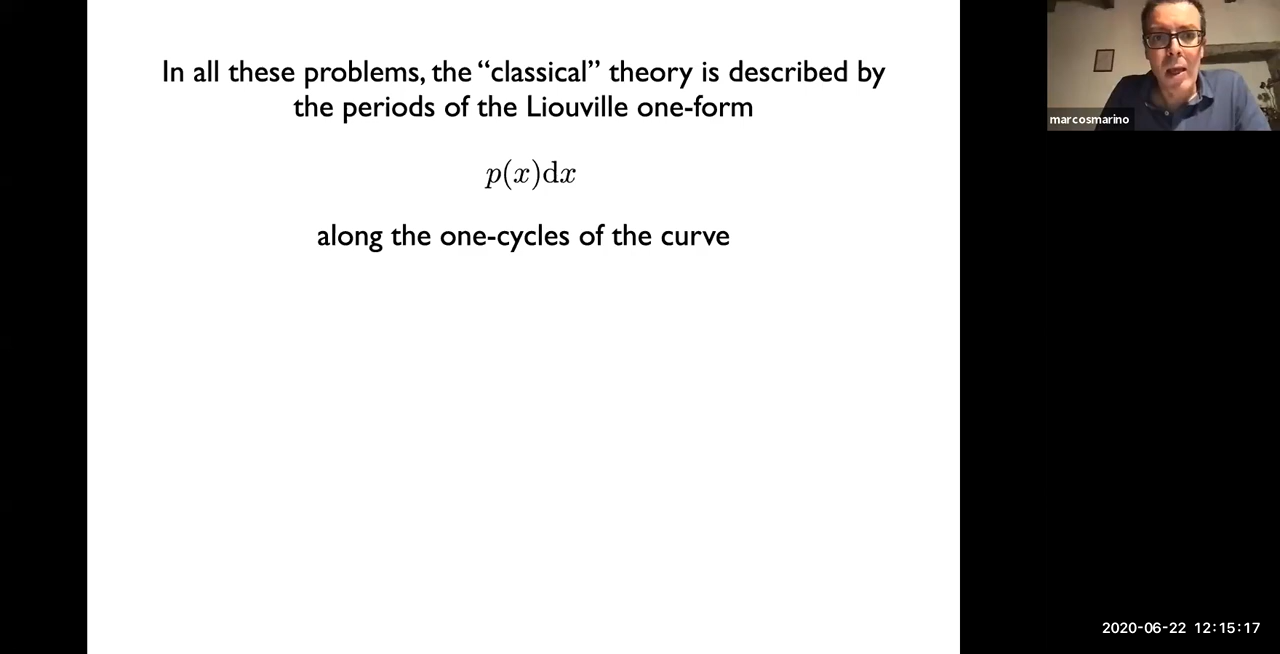 In all these problems, the “classical” theory is described by
the periods of the Liouville one-form
p(x)dx
along the one-cycles of the curve
marcosmarino
2020-06-22 12:15:17